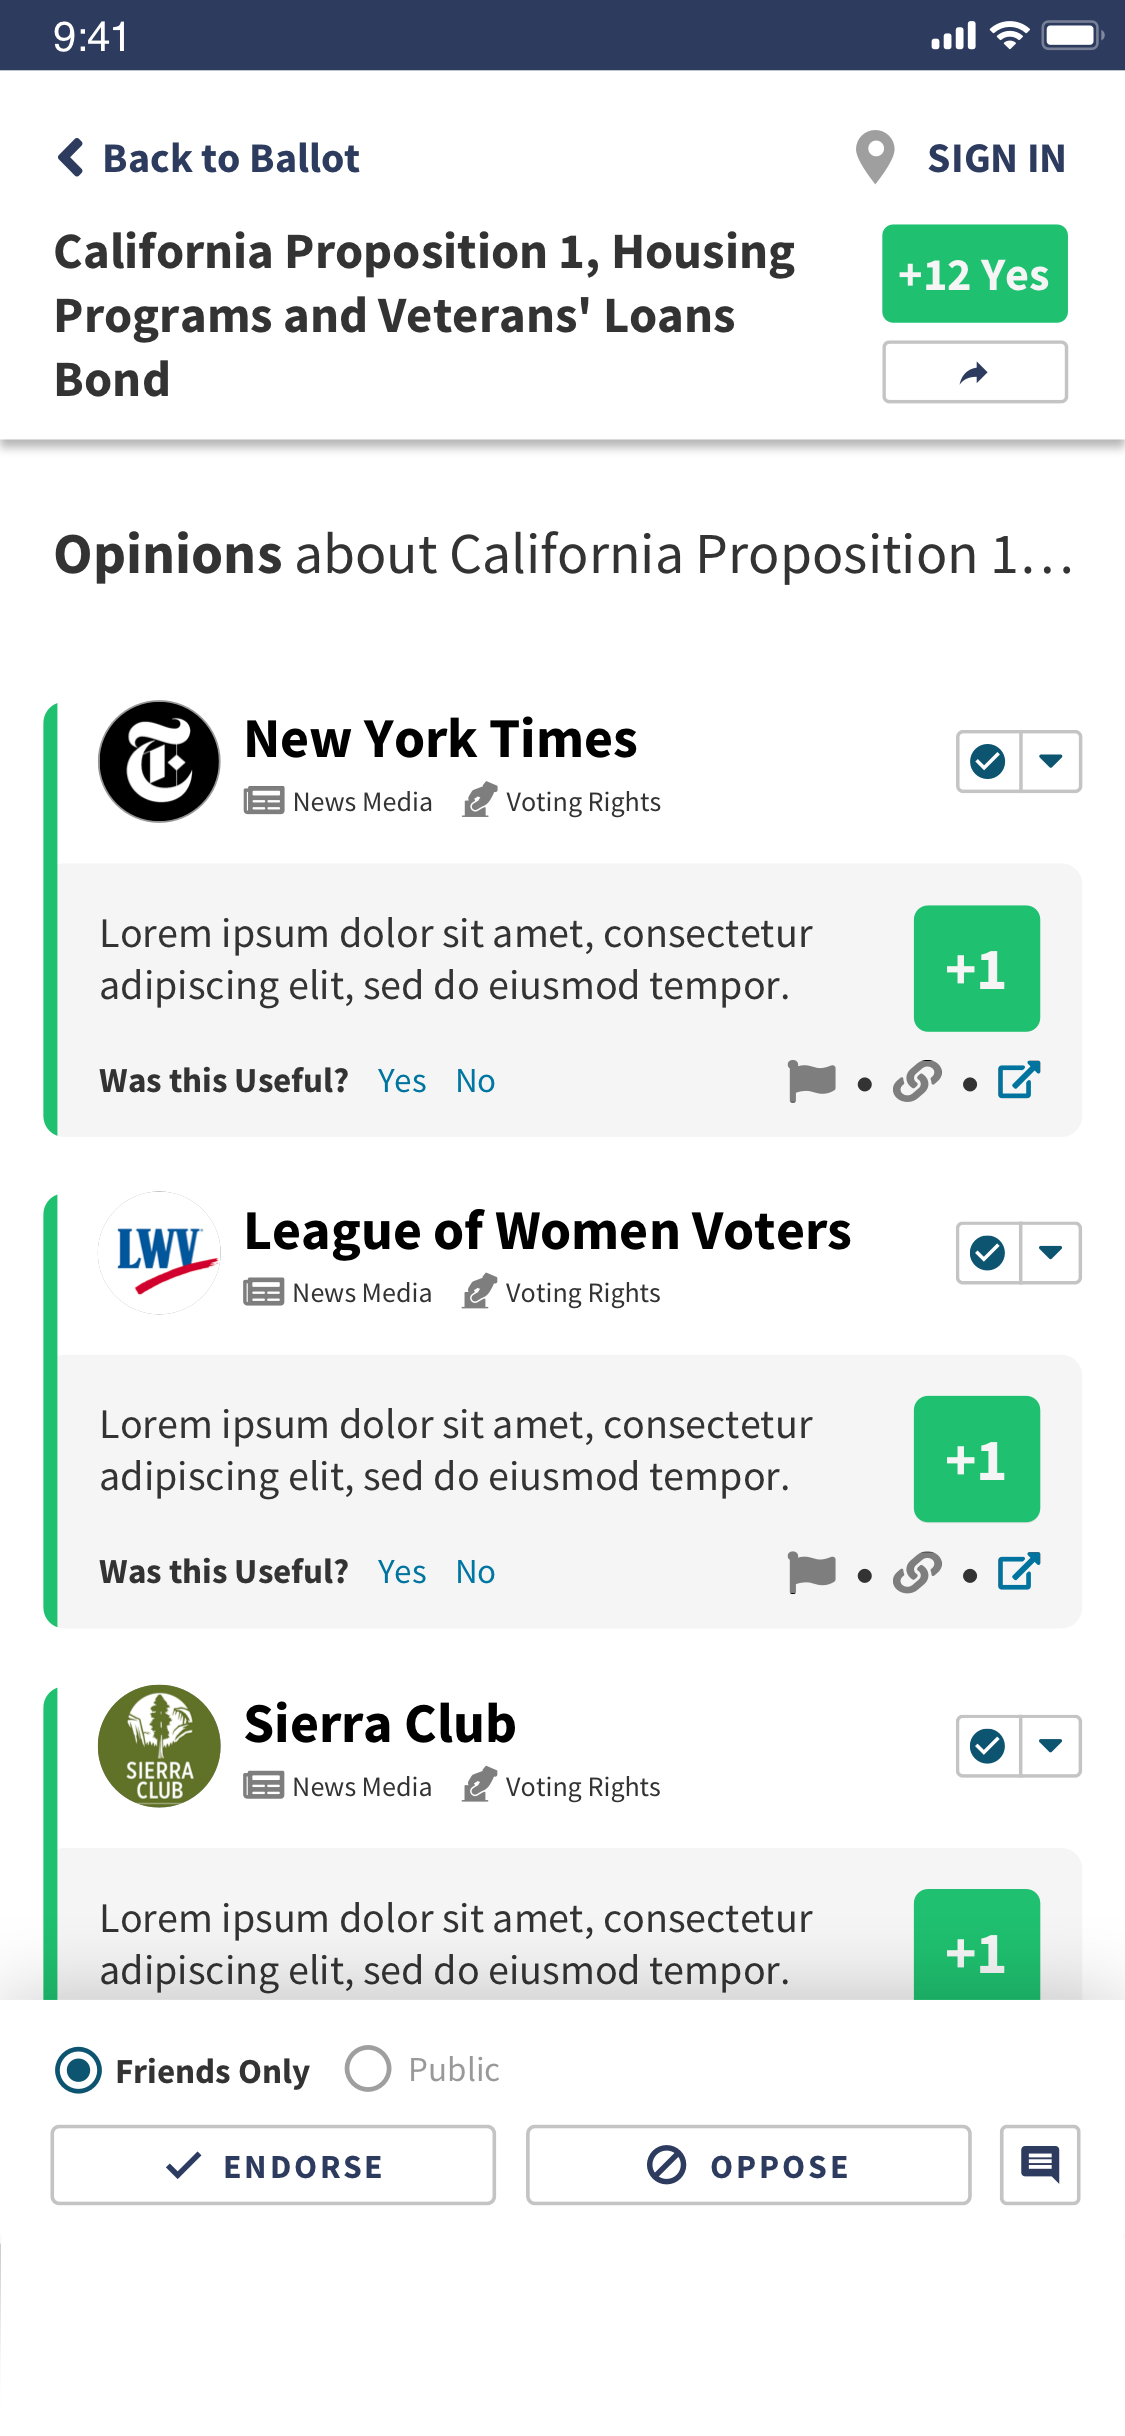 9:41
Back to Ballot
SIGN IN
California Proposition 1, Housing
Programs and Veterans' Loans
Bond
+12 Yes
Opinions about California Proposition 1...
New York Times
News Media Voting Rights
Lorem ipsum dolor sit amet, consectetur
adipiscing elit, sed do eiusmod tempor.
+1
Was this Useful? Yes No
LWV
League of Women Voters
News Media Voting Rights
Lorem ipsum dolor sit amet, consectetur
adipiscing elit, sed do eiusmod tempor.
+1
Was this Useful? Yes No
SIERRA
CLUB
Sierra Club
News Media Voting Rights
Lorem ipsum dolor sit amet, consectetur
adipiscing elit, sed do eiusmod tempor.
+1
Friends Only Public
ENDORSE OPPOSE